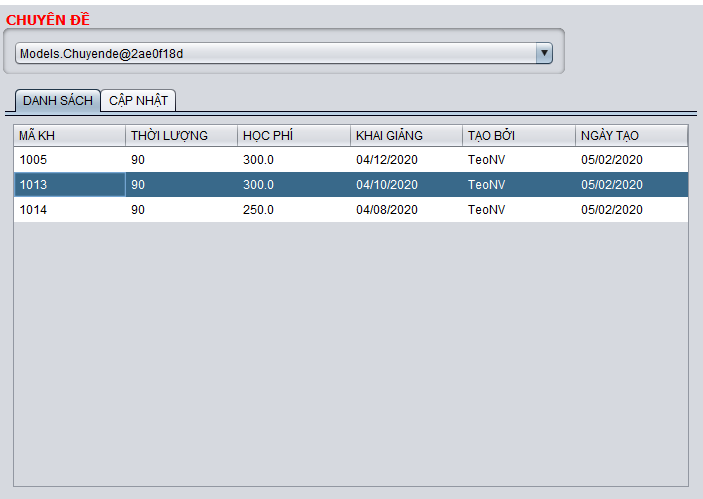 CHUYÊN ĐỀ
Models.Chuyende@2ae0f18d
DANH SÁCH CẬP NHẬT
MÃ KH THỜI LƯỢNG HỌC PHÍ KHAI GIẢNG TẠO BỞI NGÀY TẠO
1005 90 300.0 04/12/2020 TeoNV 05/02/2020
1013 90 300.0 04/10/2020 TeoNV 05/02/2020
1014 90 250.0 04/08/2020 TeoNV 05/02/2020